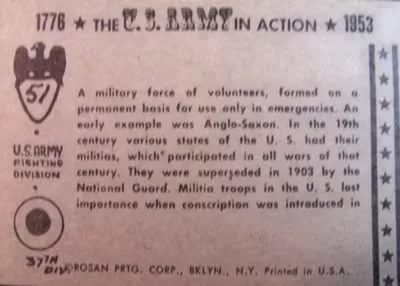 1776 ★ THE U.S. ARMY IN ACTION ★ 1953
51
U.S. ARMY
FIGHTING
DIVISION
37TH
DIV
A military force of volunteers, formed on a
permanent basis for use only in emergencies. An
early example was Anglo-Saxon. In the 19th
century various states of the U. S. had their
militias, which participated in all wars of that
century. They were superseded in 1903 by the
National Guard. Militia troops in the U. S. lost
importance when conscription was introduced in
©ROSAN PRTG. CORP., BKLYN., N.Y. Printed in U.S.A.